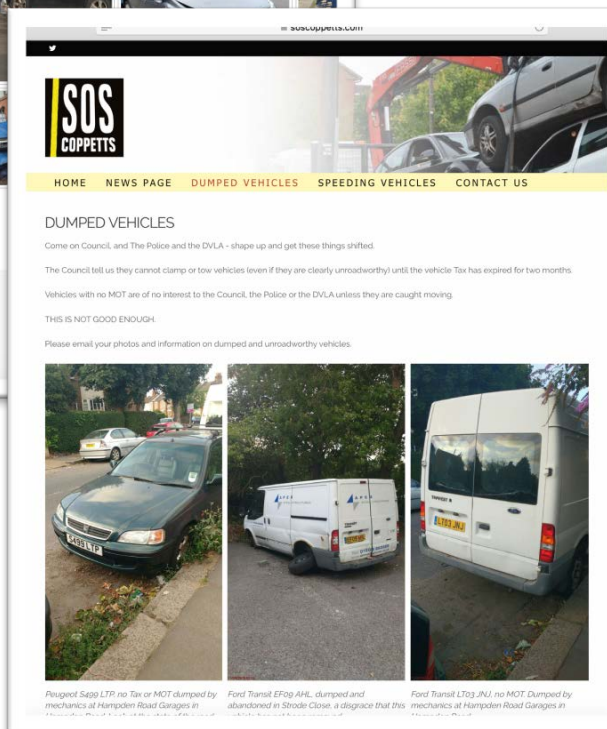 soscoppetts.com
SOS
COPPETTS
HOME NEWS PAGE DUMPED VEHICLES SPEEDING VEHICLES CONTACT US
DUMPED VEHICLES
Come on Council, and The Police and the DVLA - shape up and get these things shifted.
The Council tell us they cannot clamp or tow vehicles (even if they are clearly unroadworthy) until the vehicle Tax has expired for two months.
Vehicles with no MOT are of no interest to the Council, the Police or the DVLA unless they are caught moving.
THIS IS NOT GOOD ENOUGH.
Please email your photos and information on dumped and unroadworthy vehicles.
S499 LTP
APEX
TRANSIT
LT03 JNJ
Peugeot S499 LTP, no Tax or MOT dumped by
mechanics at Hampden Road Garages in
Ford Transit EF09 AHL, dumped and
abandoned in Strode Close, a disgrace that this
Ford Transit LT03 JNJ, no MOT. Dumped by
mechanics at Hampden Road Garages in